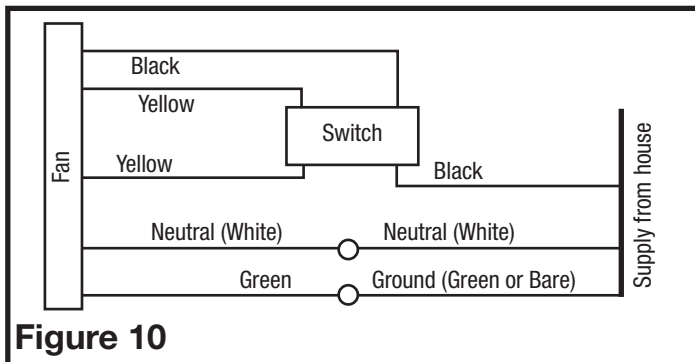 Black
Yellow
Switch
Yellow
Black
Fan
Supply from house
Neutral (White)
Neutral (White)
Green
Ground (Green or Bare)
Figure 10